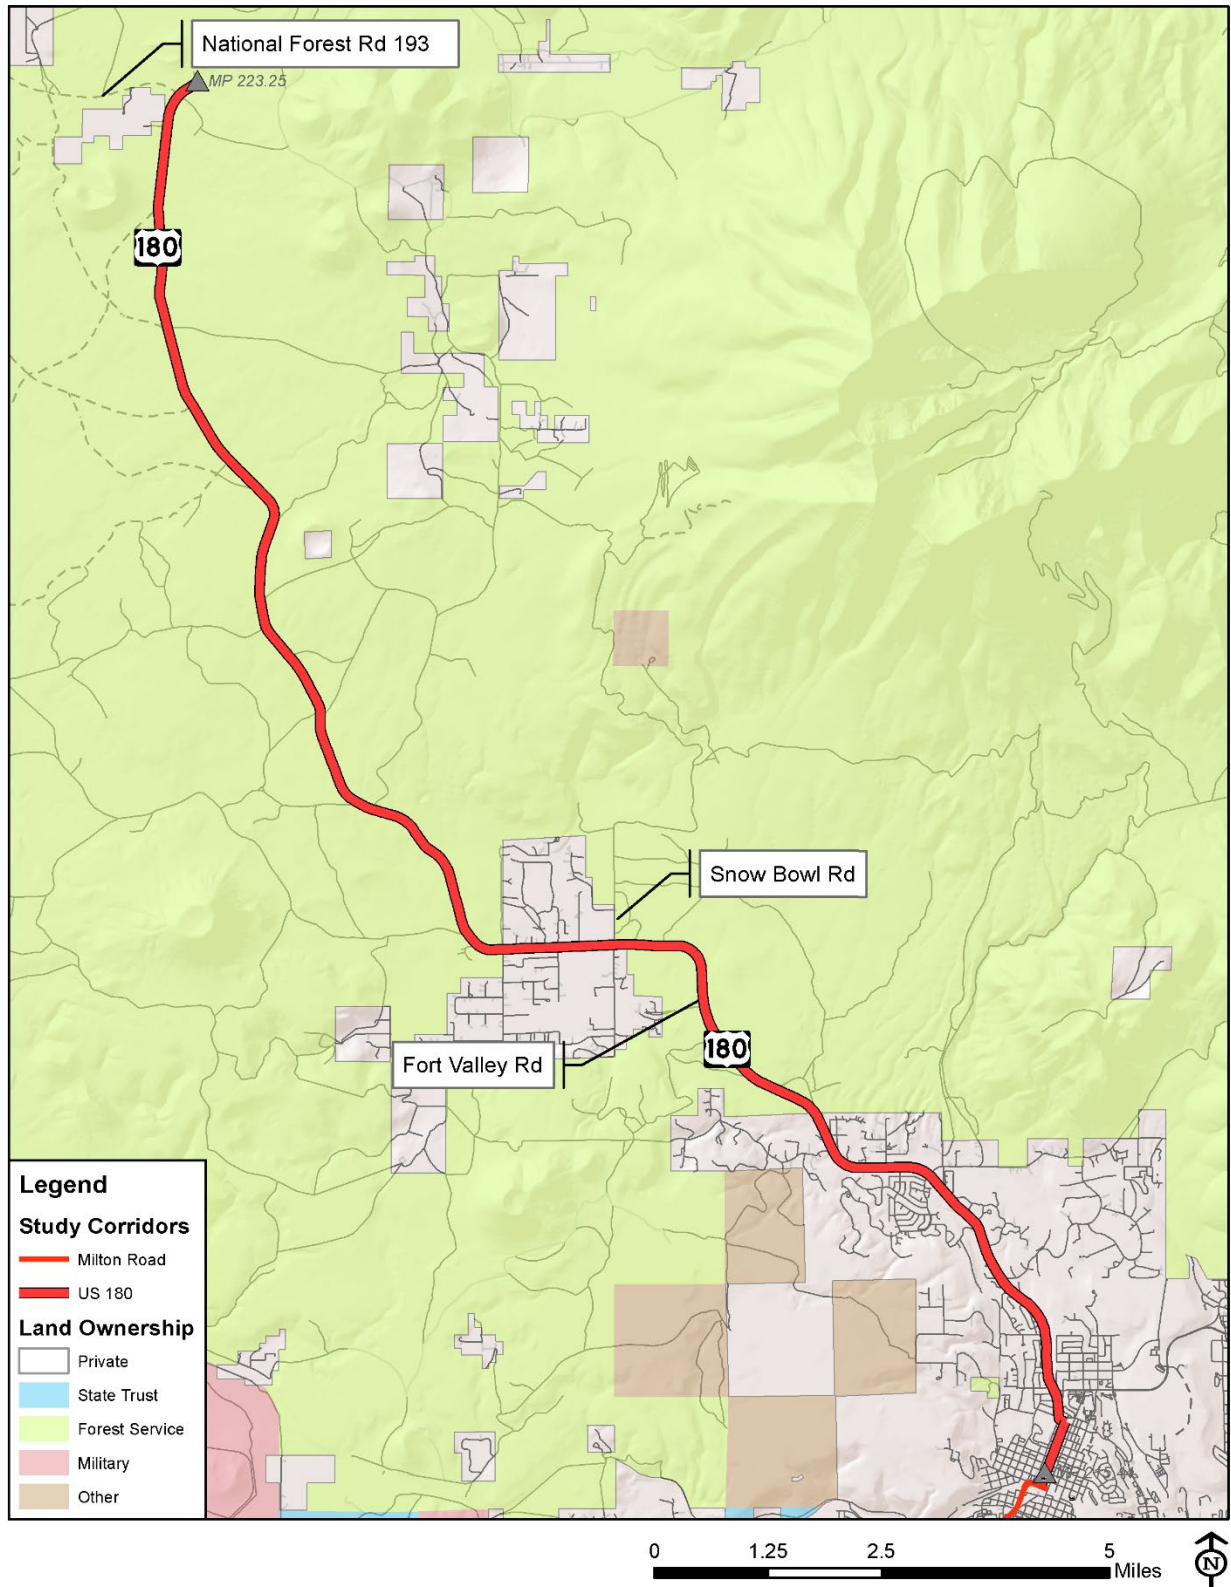 National Forest Rd 193
MP 223.25
180
Snow Bowl Rd
Fort Valley Rd
180
Legend
Study Corridors
Milton Road
US 180
Land Ownership
Private
State Trust
Forest Service
Military
Other
0 1.25 2.5 5
Miles
N